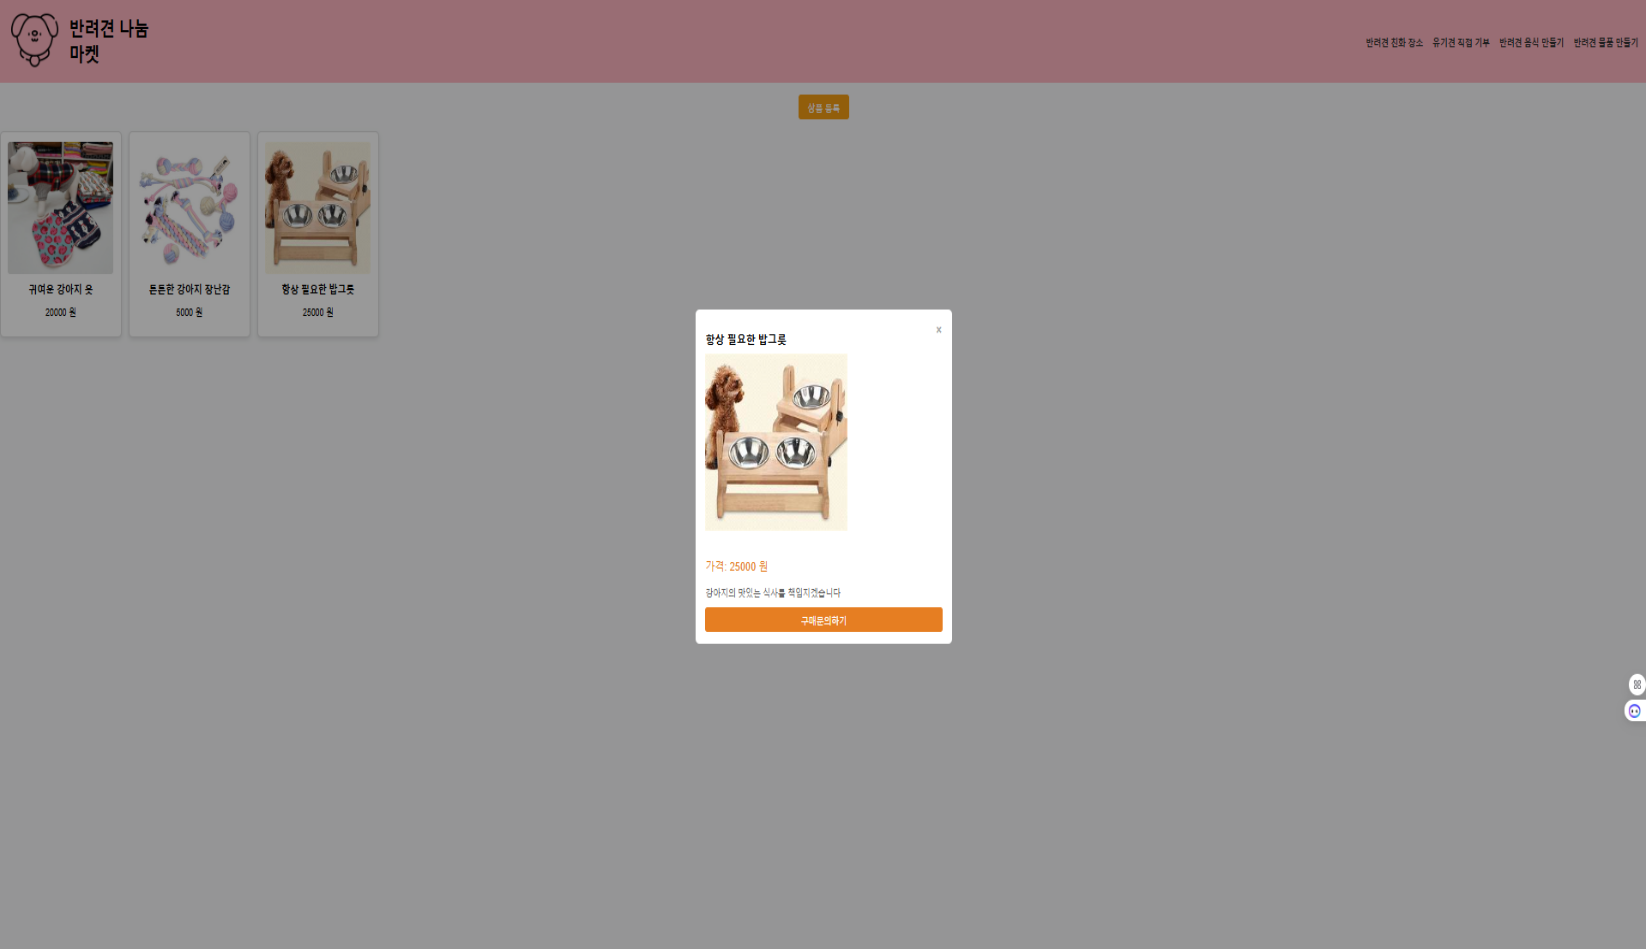 반려견 나눔
마켓
반려견 친화 장소 유기견 직접 기부 반려견 음식 만들기 반려견 물품 만들기
상품 등록
귀여운 강아지 옷
20000 원
튼튼한 강아지 장난감
5000 원
항상 필요한 밥그릇
25000 원
x
항상 필요한 밥그릇
가격: 25000 원
강아지의 맛있는 식사를 책임지겠습니다
구매문의하기